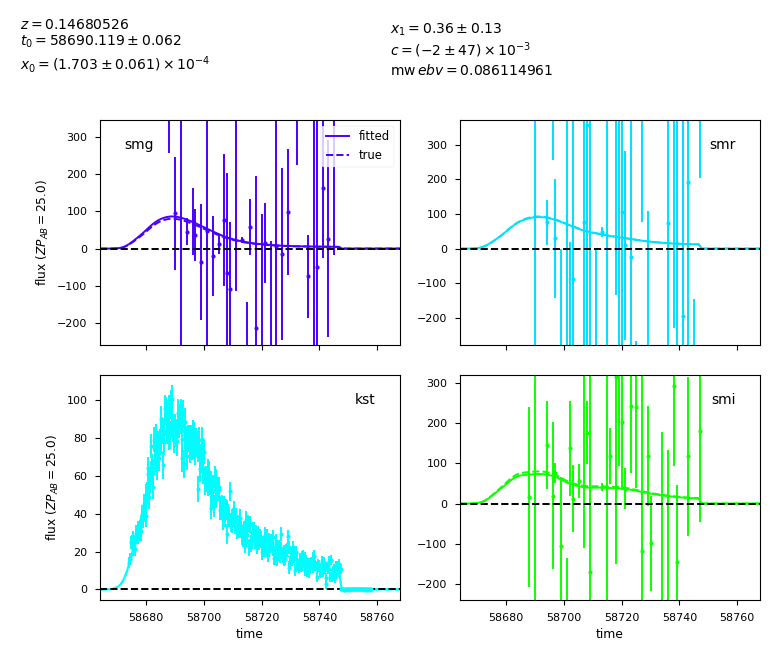 z = 0.14680526
t₀ = 58690.119 ± 0.062
x₀ = (1.703 ± 0.061) × 10⁻⁴
x₁ = 0.36 ± 0.13
c = (−2 ± 47) × 10⁻³
mw ebv = 0.086114961
smg
fitted
true
300
200
100
0
−100
−200
flux (ZP_AB = 25.0)
smr
300
200
100
0
−100
−200
kst
100
80
60
40
20
0
flux (ZP_AB = 25.0)
58680 58700 58720 58740 58760
time
smi
300
200
100
0
−100
−200
58680 58700 58720 58740 58760
time